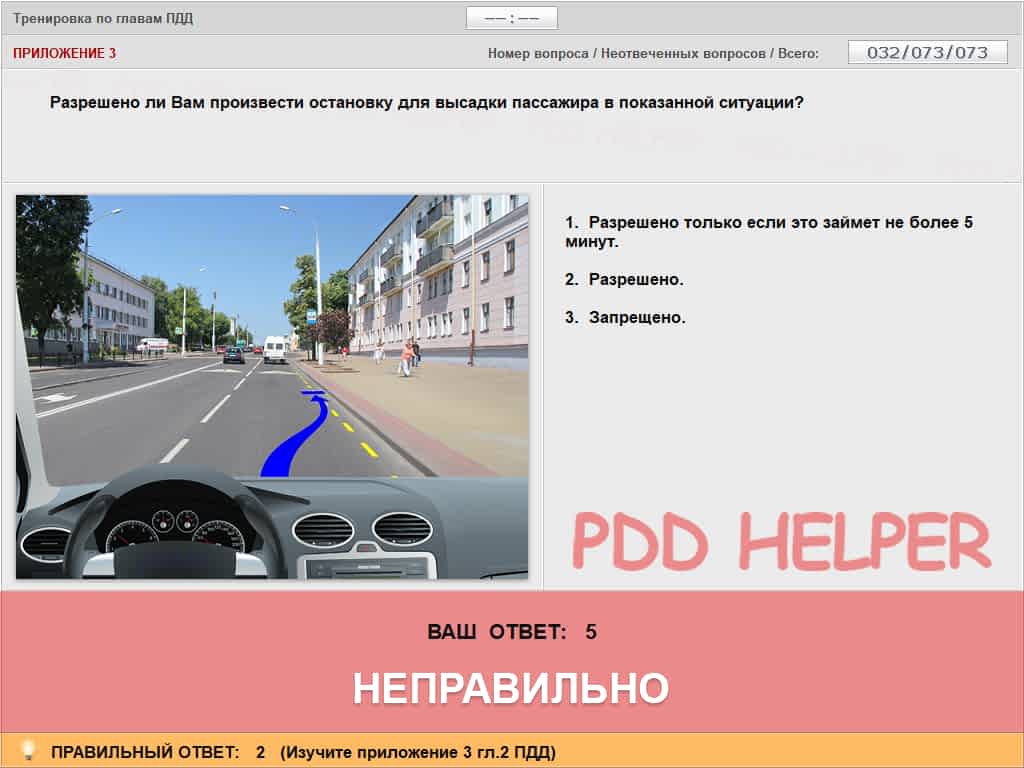 Тренировка по главам ПДД
−− : −−
ПРИЛОЖЕНИЕ 3
Номер вопроса / Неотвеченных вопросов / Всего:
032/073/073
Разрешено ли Вам произвести остановку для высадки пассажира в показанной ситуации?
1. Разрешено только если это займет не более 5
минут.
2. Разрешено.
3. Запрещено.
PDD HELPER
ВАШ ОТВЕТ: 5
НЕПРАВИЛЬНО
ПРАВИЛЬНЫЙ ОТВЕТ: 2 (Изучите приложение 3 гл.2 ПДД)